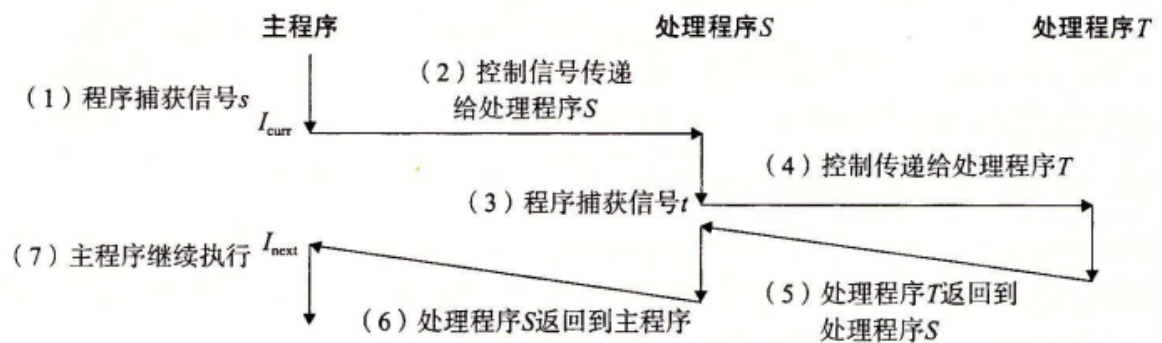 主程序
处理程序S
处理程序T
(1)程序捕获信号s
I_curr
(2)控制信号传递
给处理程序S
(3)程序捕获信号t
(4)控制传递给处理程序T
(5)处理程序T返回到
处理程序S
(6)处理程序S返回到主程序
(7)主程序继续执行
I_next